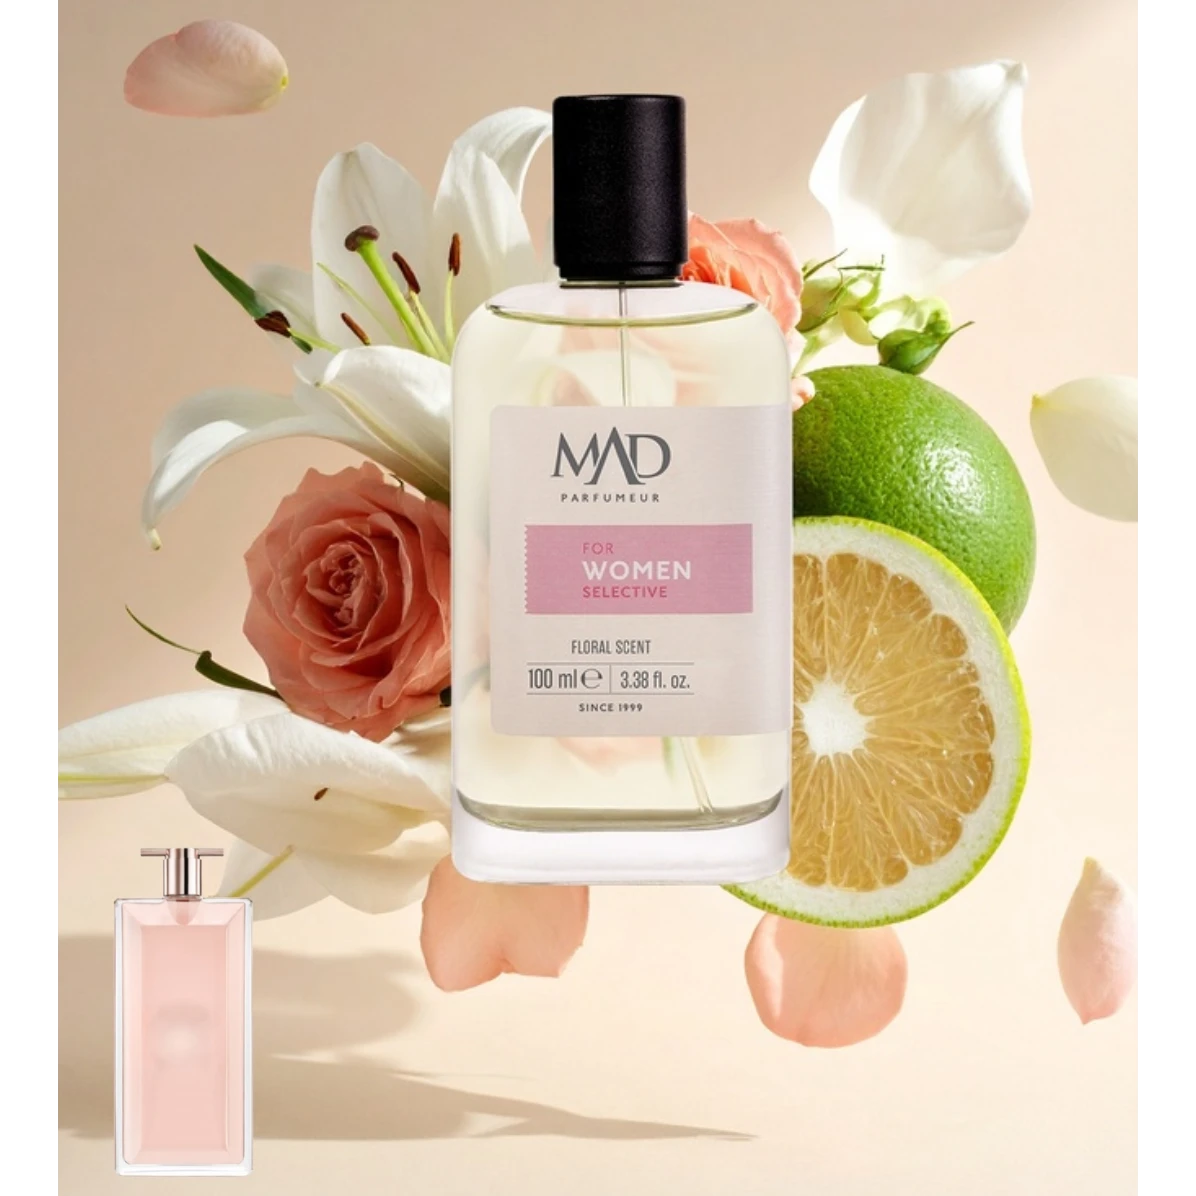 MAD
PARFUMEUR
FOR
WOMEN
SELECTIVE
FLORAL SCENT
100 ml ℮ 3.38 fl. oz.
SINCE 1999